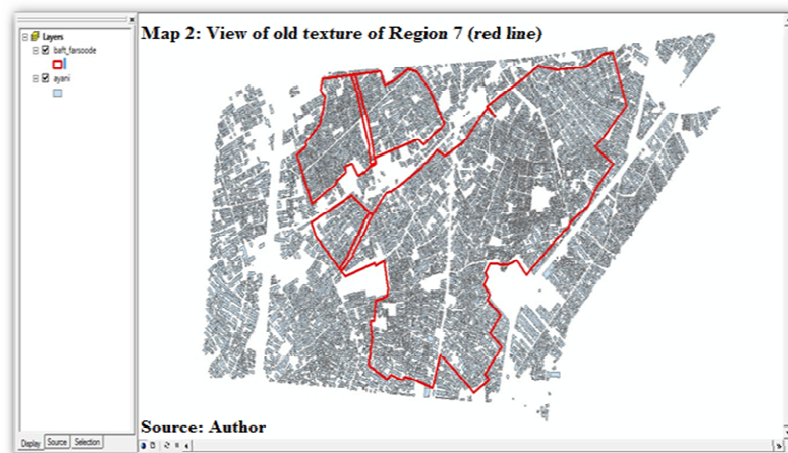 Layers
baft_farsoode
ayani
Map 2: View of old texture of Region 7 (red line)
Source: Author
Display Source Selection